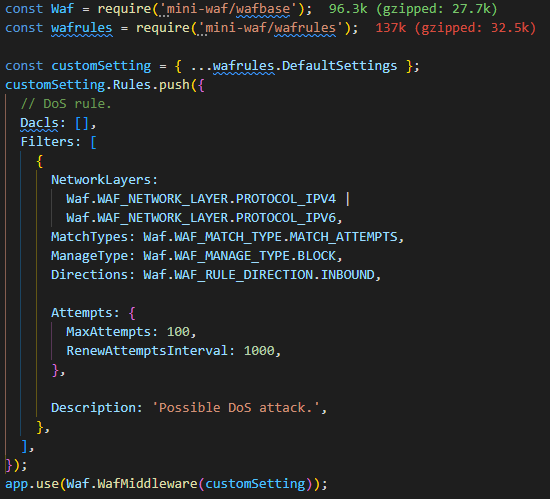 const Waf = require('mini-waf/wafbase');  96.3k (gzipped: 27.7k)
const wafrules = require('mini-waf/wafrules');  137k (gzipped: 32.5k)

const customSetting = { ...wafrules.DefaultSettings };
customSetting.Rules.push({
  // DoS rule.
  Dacls: [],
  Filters: [
    {
      NetworkLayers:
        Waf.WAF_NETWORK_LAYER.PROTOCOL_IPV4 |
        Waf.WAF_NETWORK_LAYER.PROTOCOL_IPV6,
      MatchTypes: Waf.WAF_MATCH_TYPE.MATCH_ATTEMPTS,
      ManageType: Waf.WAF_MANAGE_TYPE.BLOCK,
      Directions: Waf.WAF_RULE_DIRECTION.INBOUND,

      Attempts: {
        MaxAttempts: 100,
        RenewAttemptsInterval: 1000,
      },

      Description: 'Possible DoS attack.',
    },
  ],
});
app.use(Waf.WafMiddleware(customSetting));